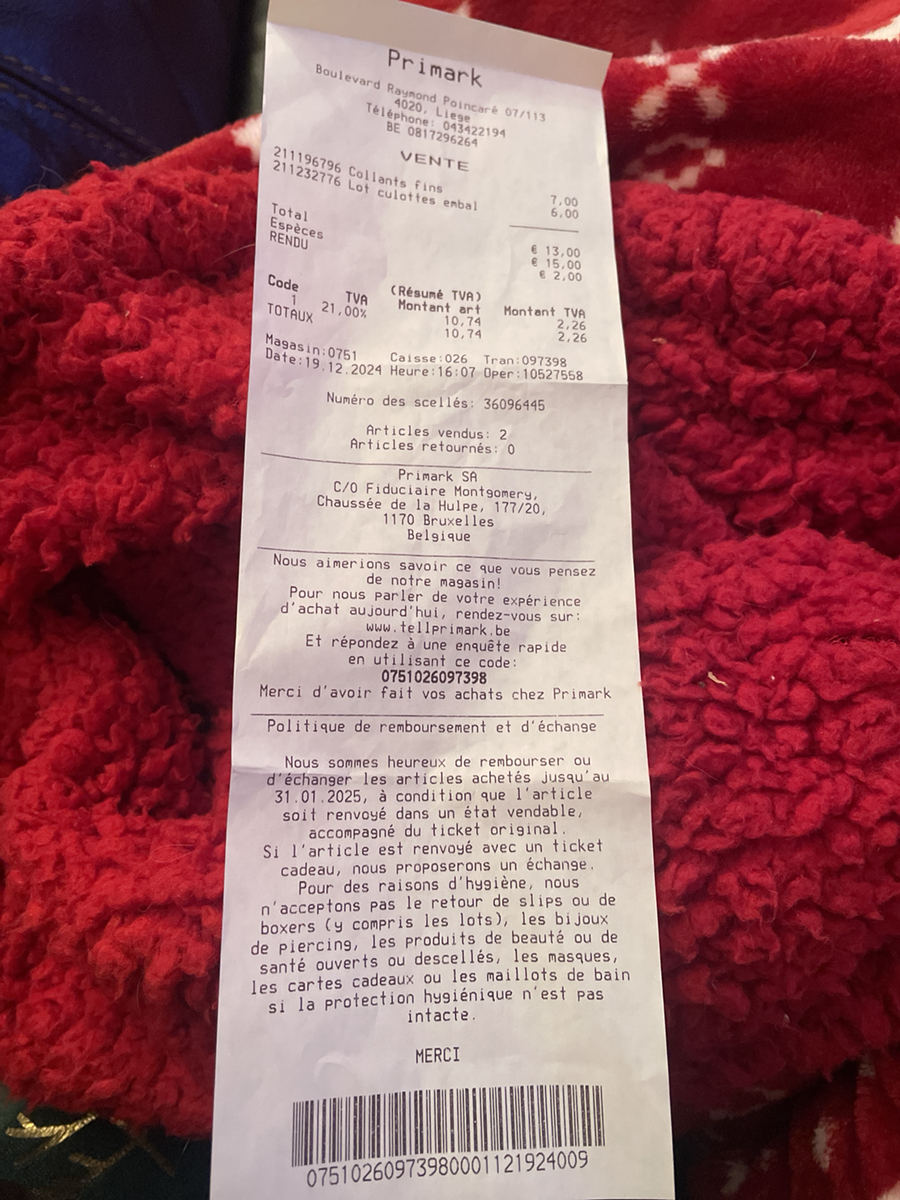 Primark
Boulevard Raymond Poincaré 07/113
4020, Liege
Téléphone: 043422194
BE 0817296264
VENTE
211196796 Collants fins 7,00
211232776 Lot culottes embal 6,00
Total € 13,00
Espèces € 15,00
RENDU € 2,00
(Résumé TVA)
Code TVA Montant art Montant TVA
1 21,00% 10,74 2,26
TOTAUX 10,74 2,26
Magasin:0751 Caisse:026 Tran:097398
Date:19.12.2024 Heure:16:07 Oper:10527558
Numéro des scellés: 36096445
Articles vendus: 2
Articles retournés: 0
Primark SA
C/O Fiduciaire Montgomery,
Chaussée de la Hulpe, 177/20,
1170 Bruxelles
Belgique
Nous aimerions savoir ce que vous pensez
de notre magasin!
Pour nous parler de votre expérience
d'achat aujourd'hui, rendez-vous sur:
www.tellprimark.be
Et répondez à une enquête rapide
en utilisant ce code:
0751026097398
Merci d'avoir fait vos achats chez Primark
Politique de remboursement et d'échange
Nous sommes heureux de rembourser ou
d'échanger les articles achetés jusqu'au
31.01.2025, à condition que l'article
soit renvoyé dans un état vendable,
accompagné du ticket original.
Si l'article est renvoyé avec un ticket
cadeau, nous proposerons un échange.
Pour des raisons d'hygiène, nous
n'acceptons pas le retour de slips ou de
boxers (y compris les lots), les bijoux
de piercing, les produits de beauté ou de
santé ouverts ou descellés, les masques,
les cartes cadeaux ou les maillots de bain
si la protection hygiénique n'est pas
intacte.
MERCI
07510260973980001121924009